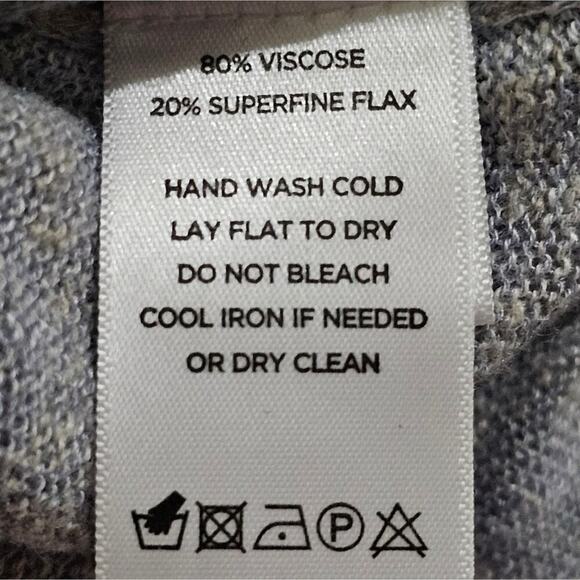 80% VISCOSE
20% SUPERFINE FLAX
HAND WASH COLD
LAY FLAT TO DRY
DO NOT BLEACH
COOL IRON IF NEEDED
OR DRY CLEAN
P